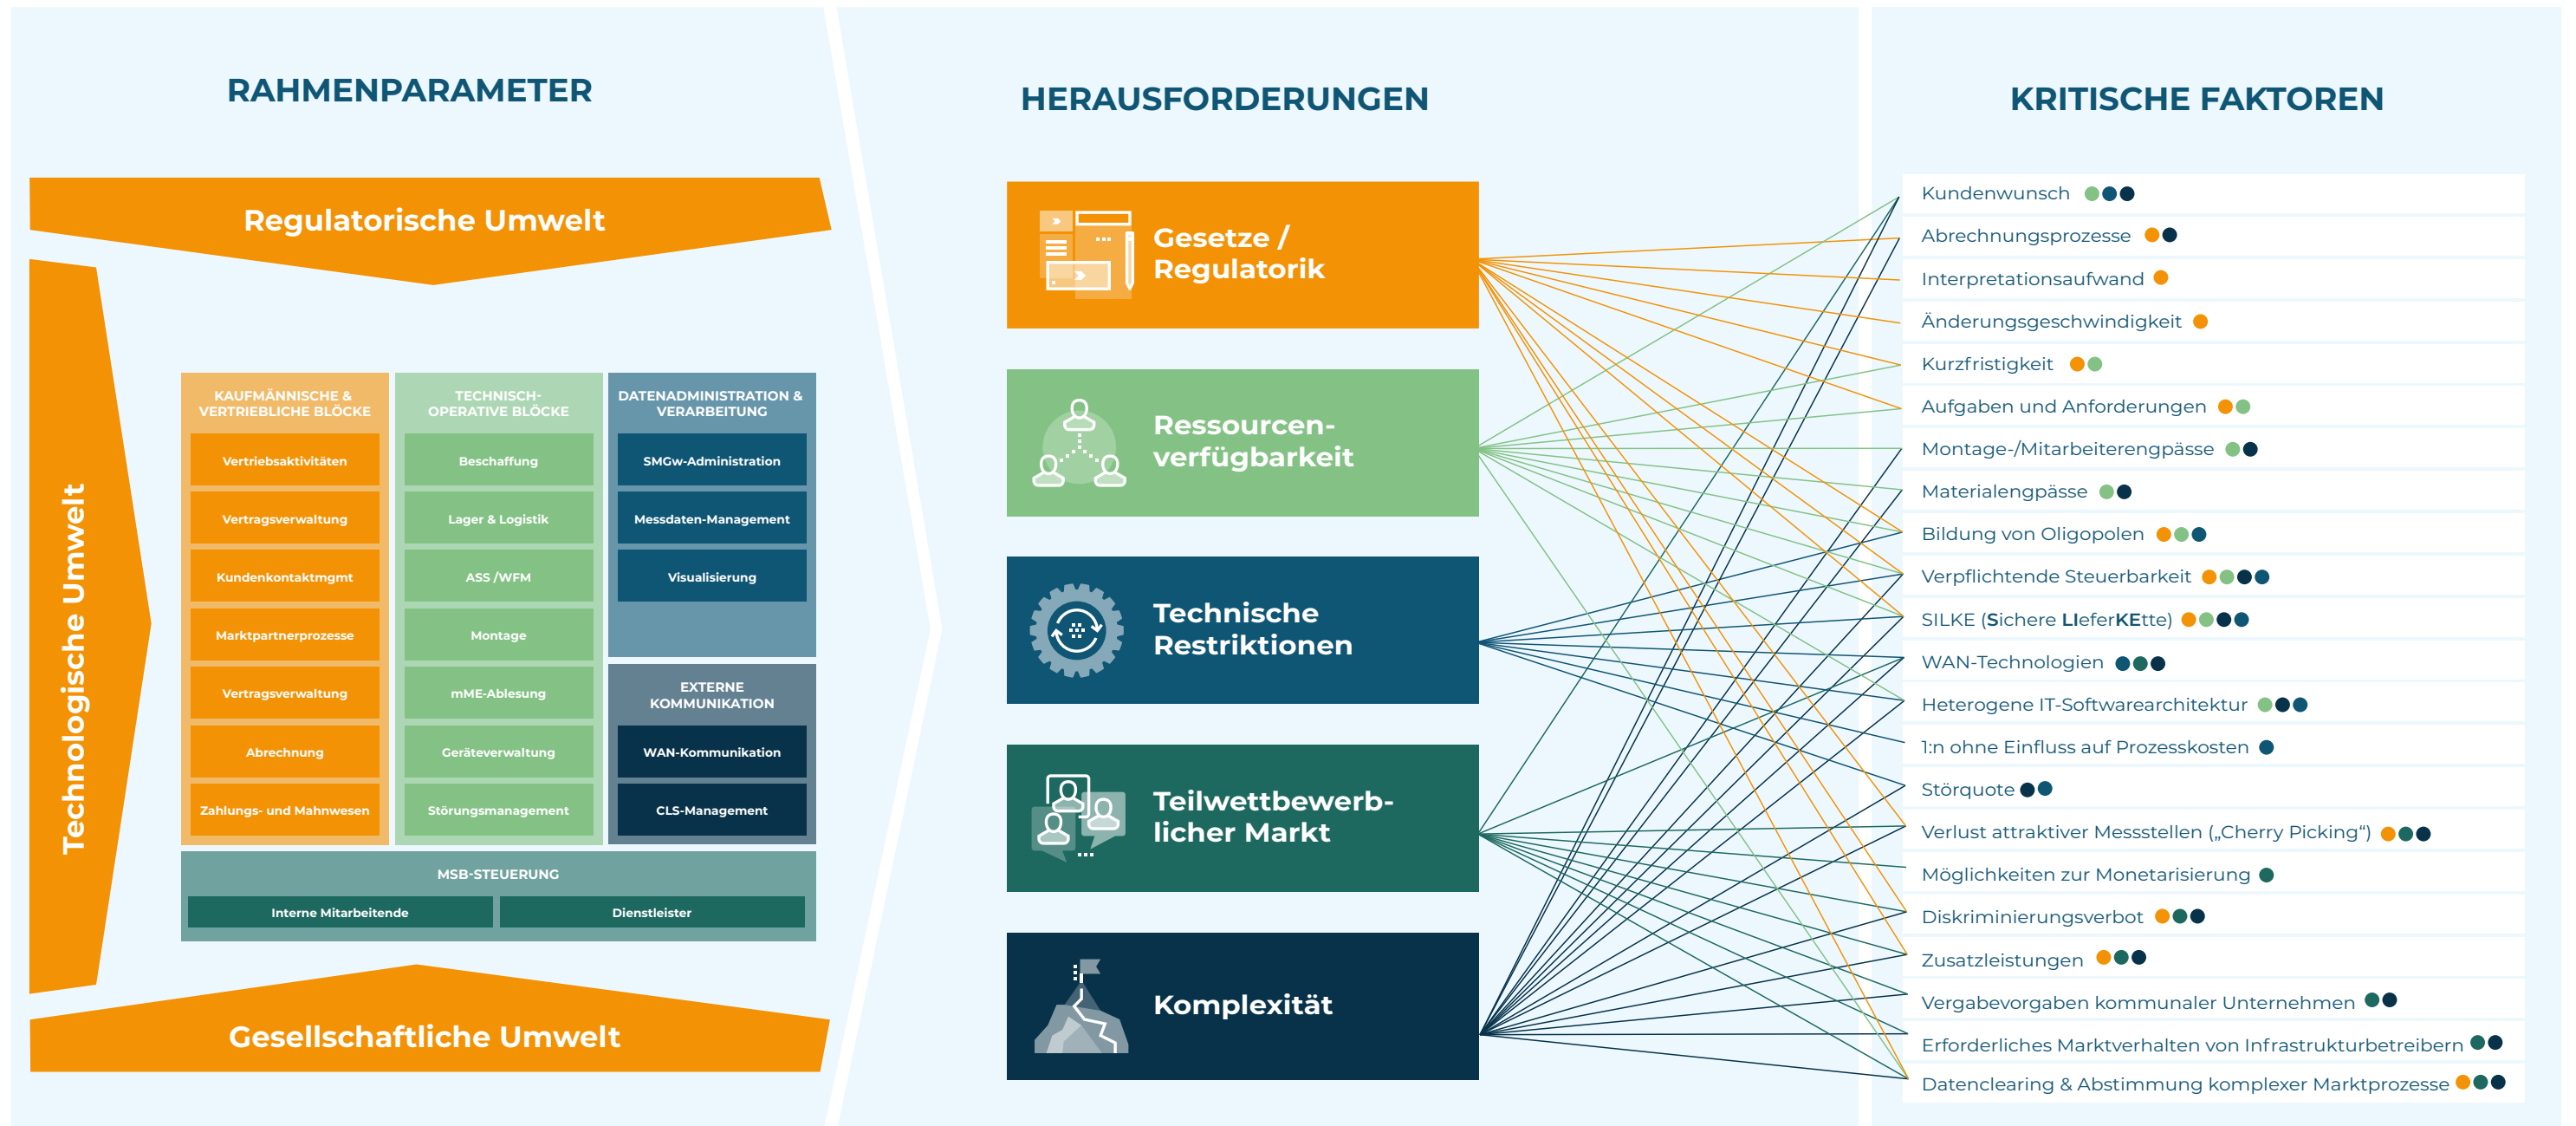 RAHMENPARAMETER
Regulatorische Umwelt
Technologische Umwelt
KAUFMÄNNISCHE &
VERTRIEBLICHE BLÖCKE
Vertriebsaktivitäten
Vertragsverwaltung
Kundenkontaktmgmt
Marktpartnerprozesse
Vertragsverwaltung
Abrechnung
Zahlungs- und Mahnwesen
TECHNISCH-
OPERATIVE BLÖCKE
Beschaffung
Lager & Logistik
ASS /WFM
Montage
mME-Ablesung
Geräteverwaltung
Störungsmanagement
DATENADMINISTRATION &
VERARBEITUNG
SMGw-Administration
Messdaten-Management
Visualisierung
EXTERNE
KOMMUNIKATION
WAN-Kommunikation
CLS-Management
MSB-STEUERUNG
Interne Mitarbeitende
Dienstleister
Gesellschaftliche Umwelt
HERAUSFORDERUNGEN
Gesetze /
Regulatorik
Ressourcen-
verfügbarkeit
Technische
Restriktionen
Teilwettbewerb-
licher Markt
Komplexität
KRITISCHE FAKTOREN
Kundenwunsch
Abrechnungsprozesse
Interpretationsaufwand
Änderungsgeschwindigkeit
Kurzfristigkeit
Aufgaben und Anforderungen
Montage-/Mitarbeiterengpässe
Materialengpässe
Bildung von Oligopolen
Verpflichtende Steuerbarkeit
SILKE (Sichere LIeferKEtte)
WAN-Technologien
Heterogene IT-Softwarearchitektur
1:n ohne Einfluss auf Prozesskosten
Störquote
Verlust attraktiver Messstellen („Cherry Picking“)
Möglichkeiten zur Monetarisierung
Diskriminierungsverbot
Zusatzleistungen
Vergabevorgaben kommunaler Unternehmen
Erforderliches Marktverhalten von Infrastrukturbetreibern
Datenclearing & Abstimmung komplexer Marktprozesse